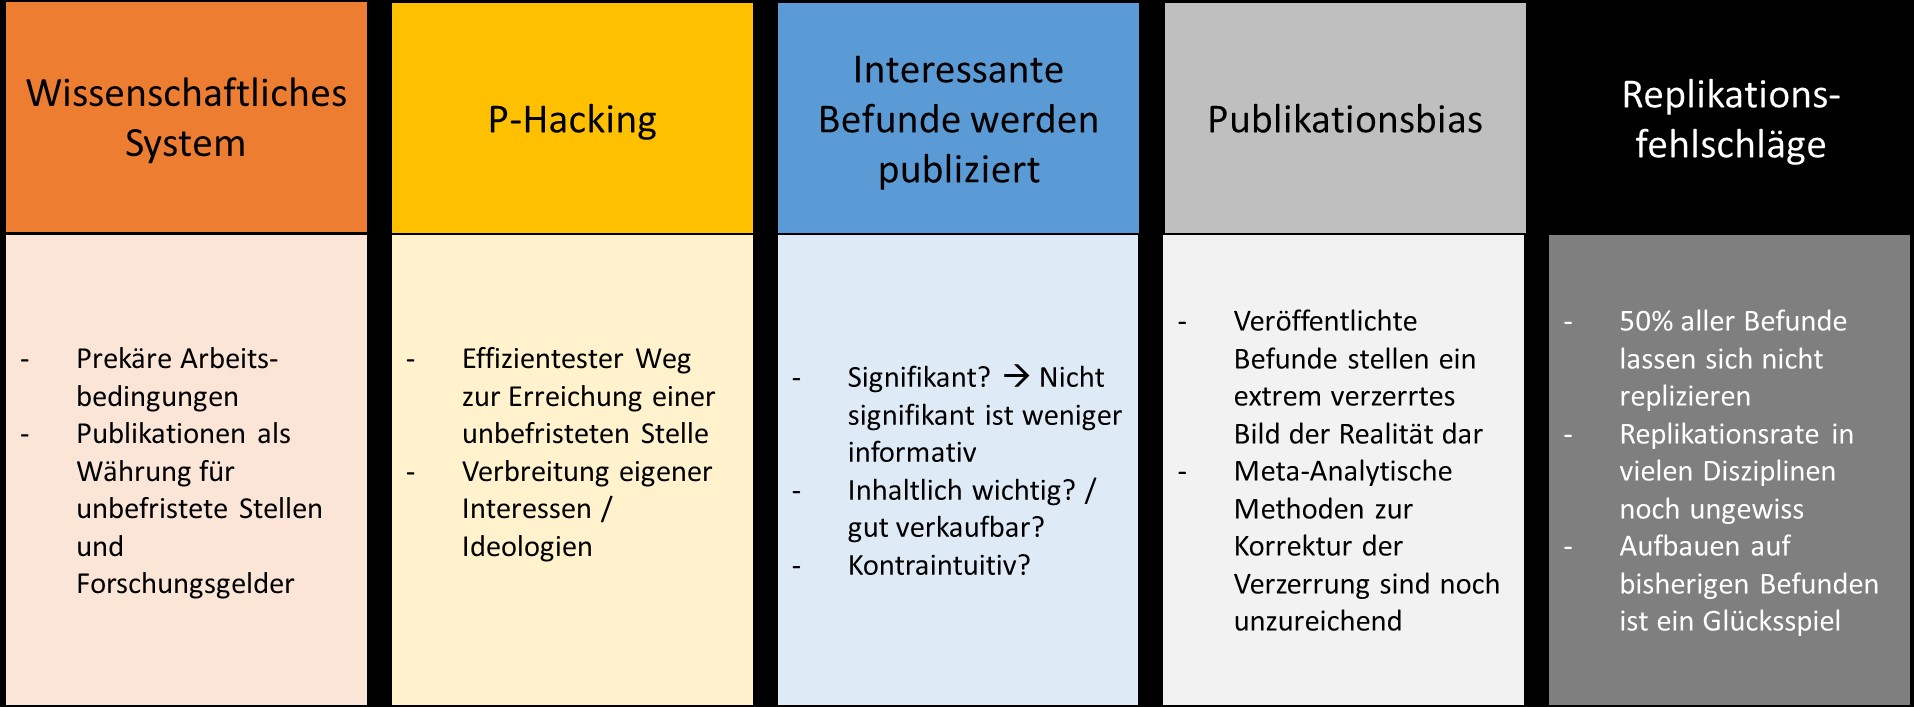 Wissenschaftliches
System
P-Hacking
Interessante
Befunde werden
publiziert
Publikationsbias
Replikations-
fehlschläge
- Prekäre Arbeits-
bedingungen
- Publikationen als
Währung für
unbefristete Stellen
und
Forschungsgelder
- Effizientester Weg
zur Erreichung einer
unbefristeten Stelle
- Verbreitung eigener
Interessen /
Ideologien
- Signifikant? → Nicht
signifikant ist weniger
informativ
- Inhaltlich wichtig? /
gut verkaufbar?
- Kontraintuitiv?
- Veröffentlichte
Befunde stellen ein
extrem verzerrtes
Bild der Realität dar
- Meta-Analytische
Methoden zur
Korrektur der
Verzerrung sind noch
unzureichend
- 50% aller Befunde
lassen sich nicht
replizieren
- Replikationsrate in
vielen Disziplinen
noch ungewiss
- Aufbauen auf
bisherigen Befunden
ist ein Glücksspiel